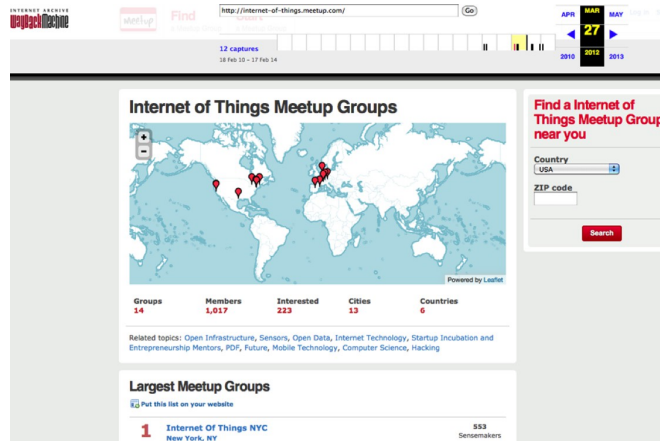 INTERNET ARCHIVE
WayBackMachine
http://internet-of-things.meetup.com/
Go
12 captures
18 Feb 10 - 17 Feb 14
APR MAR MAY
27
2010 2012 2013
Meetup
Find
Start
Internet of Things Meetup Groups
+
-
Powered by Leaflet
Groups Members Interested Cities Countries
14 1,017 223 13 6
Related topics: Open Infrastructure, Sensors, Open Data, Internet Technology, Startup Incubation and
Entrepreneurship Mentors, PDF, Future, Mobile Technology, Computer Science, Hacking
Find a Internet of
Things Meetup Group
near you
Country
USA
ZIP code
Search
Largest Meetup Groups
Put this list on your website
1 Internet Of Things NYC 553
New York, NY Sensemakers